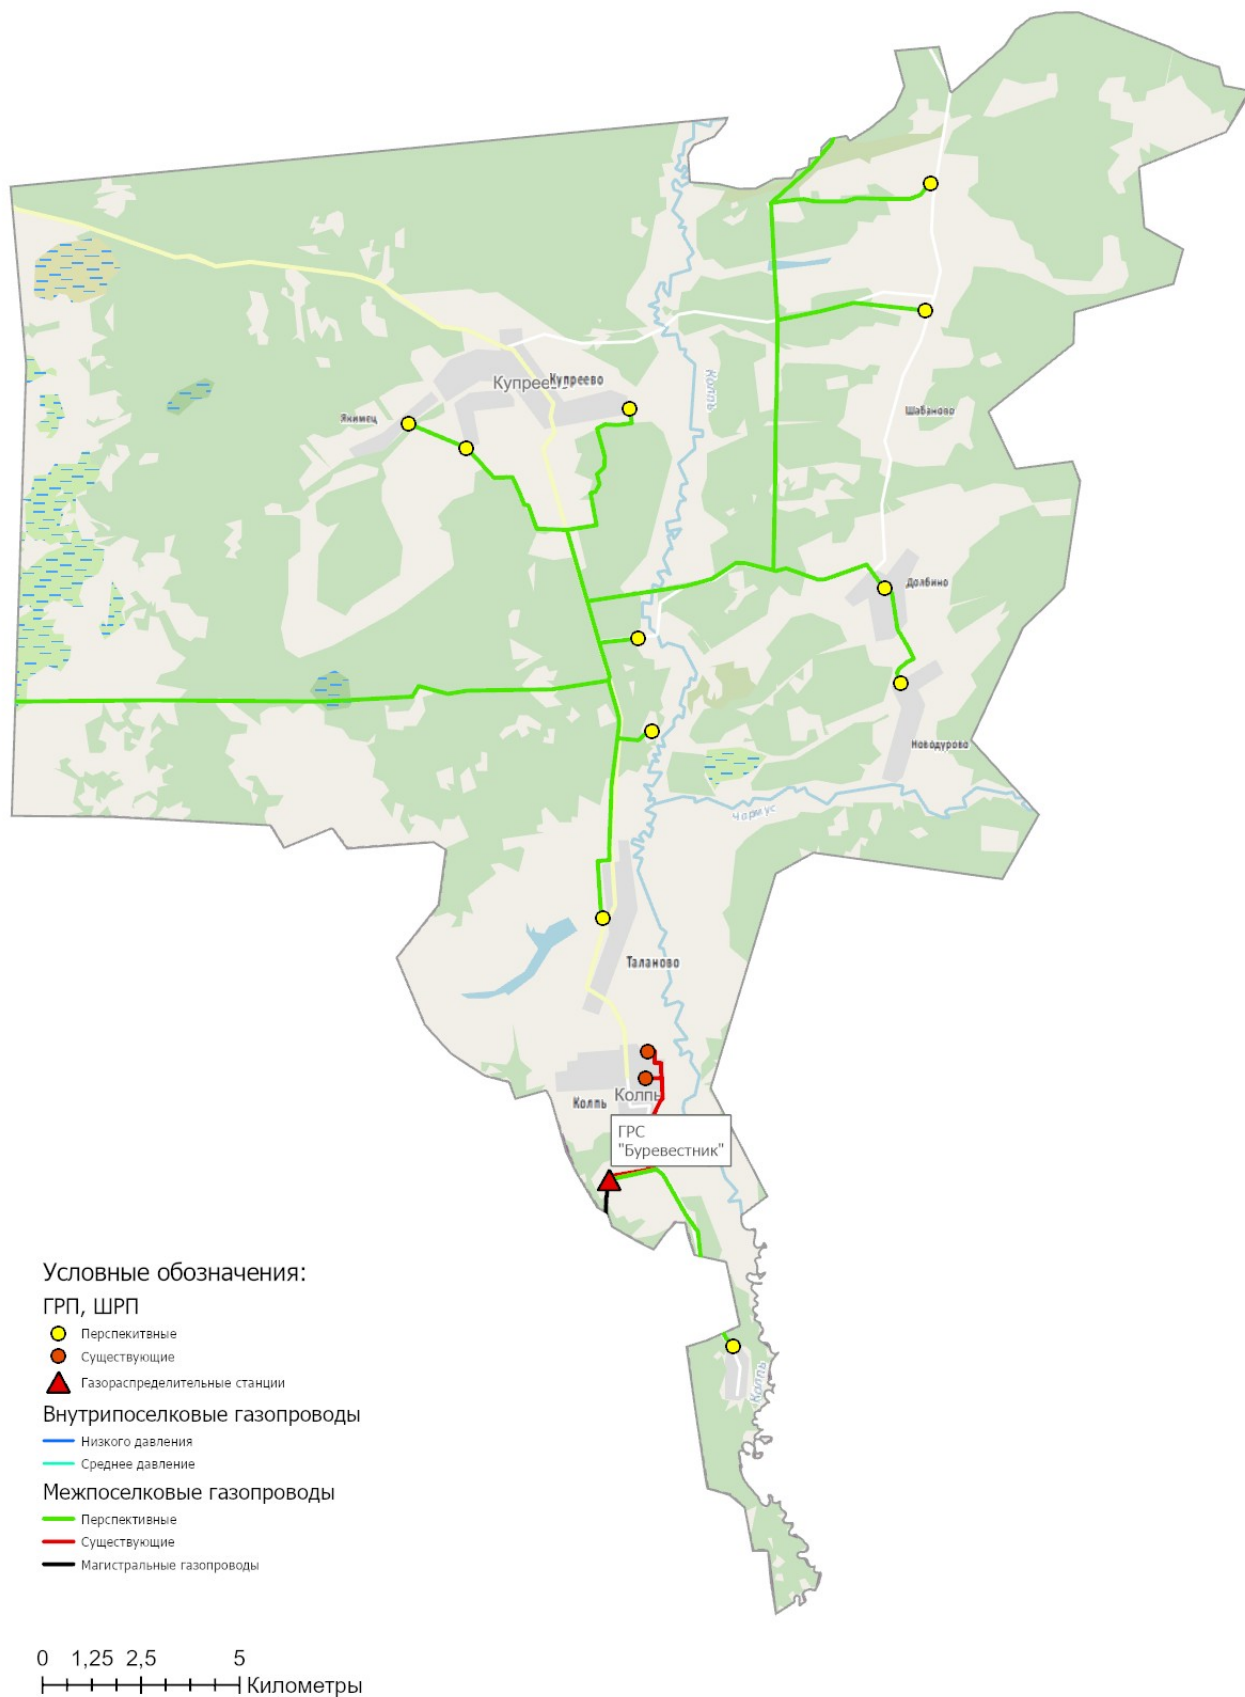 Колпь
Купреево
Купреево
Янимец
Шабаново
Долбино
Новодурово
Чармус
Таланово
Колпь
Колпь
ГРС
"Буревестник"
Колпь
Условные обозначения:
ГРП, ШРП
Перспекитвные
Существующие
Газораспределительные станции
Внутрипоселковые газопроводы
Низкого давления
Среднее давление
Межпоселковые газопроводы
Перспективные
Существующие
Магистральные газопроводы
0 1,25 2,5 5
Километры